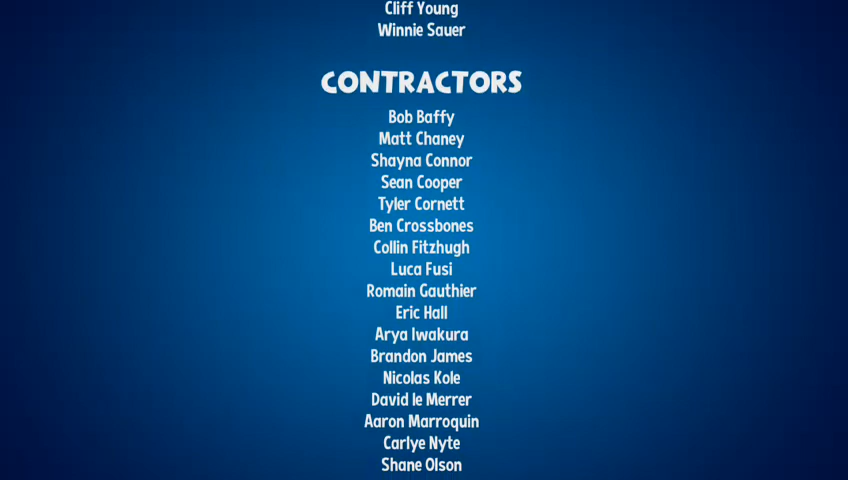 Cliff Young
Winnie Sauer
CONTRACTORS
Bob Baffy
Matt Chaney
Shayna Connor
Sean Cooper
Tyler Cornett
Ben Crossbones
Collin Fitzhugh
Luca Fusi
Romain Gauthier
Eric Hall
Arya Iwakura
Brandon James
Nicolas Kole
David le Merrer
Aaron Marroquin
Carlye Nyte
Shane Olson